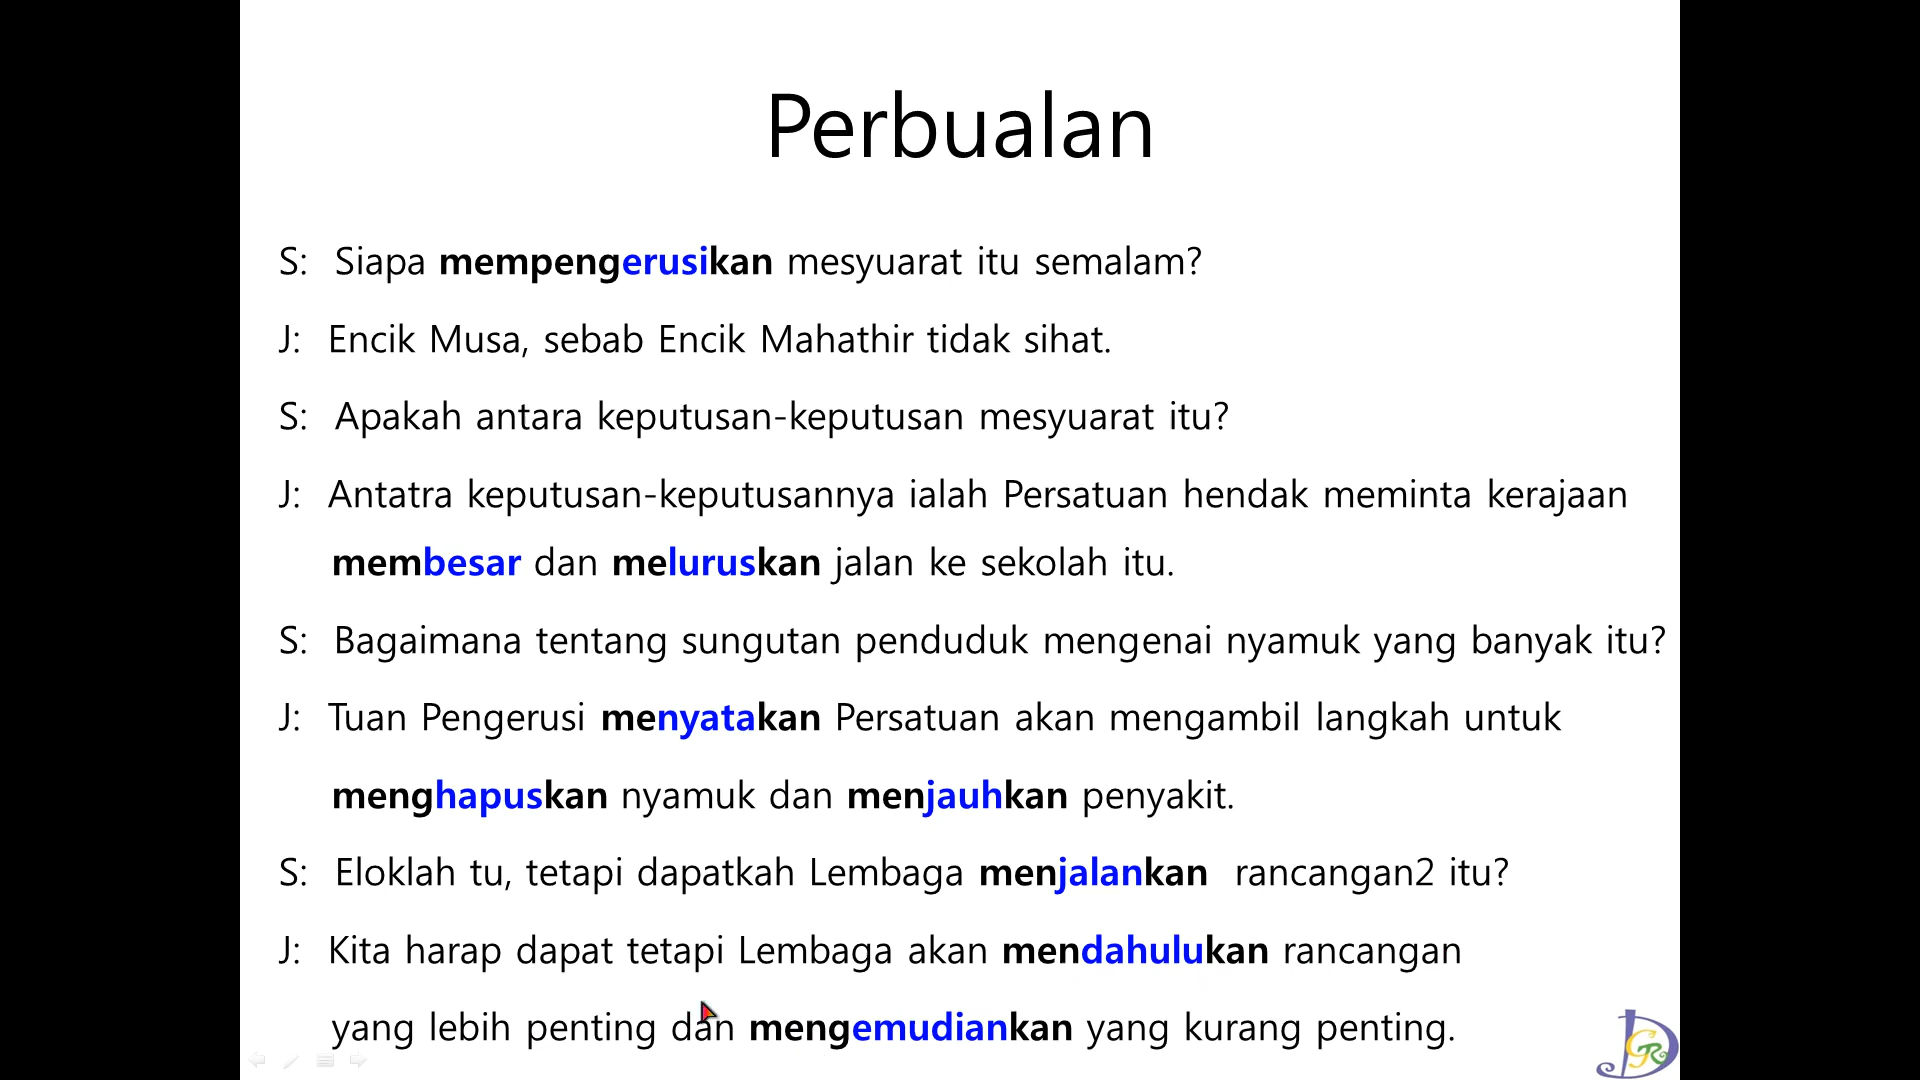 Perbualan
S: Siapa mempengerusikan mesyuarat itu semalam?
J: Encik Musa, sebab Encik Mahathir tidak sihat.
S: Apakah antara keputusan-keputusan mesyuarat itu?
J: Antatra keputusan-keputusannya ialah Persatuan hendak meminta kerajaan
membesar dan meluruskan jalan ke sekolah itu.
S: Bagaimana tentang sungutan penduduk mengenai nyamuk yang banyak itu?
J: Tuan Pengerusi menyatakan Persatuan akan mengambil langkah untuk
menghapuskan nyamuk dan menjauhkan penyakit.
S: Eloklah tu, tetapi dapatkah Lembaga menjalankan rancangan2 itu?
J: Kita harap dapat tetapi Lembaga akan mendahulukan rancangan
yang lebih penting dan mengemudiankan yang kurang penting.